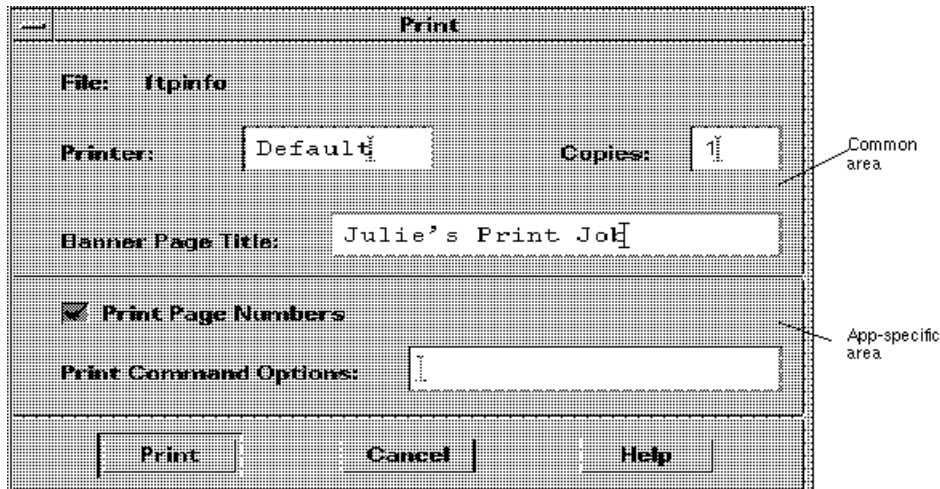 Print
File: ftpinfo
Printer: Default Copies: 1
Common area
Banner Page Title: Julie's Print Job
Print Page Numbers
App-specific area
Print Command Options:
Print Cancel Help